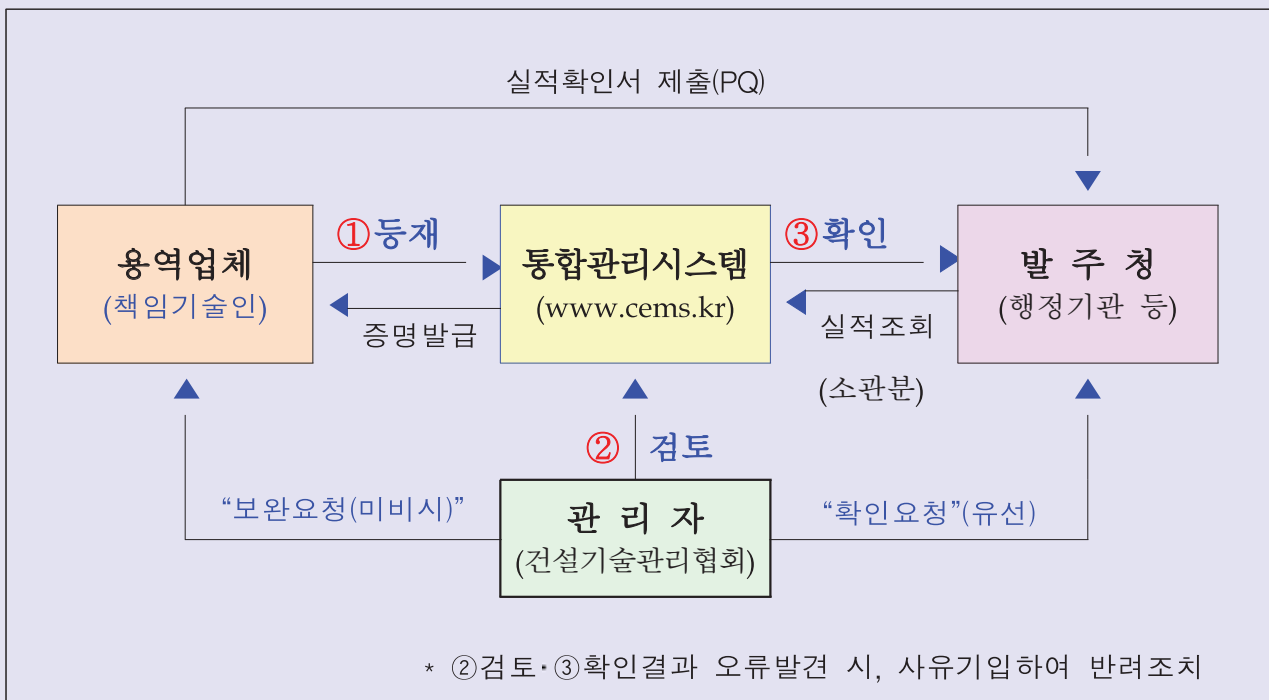 실적확인서 제출(PQ)
①등재
③확인
용역업체
(책임기술인)
통합관리시스템
(www.cems.kr)
발 주 청
(행정기관 등)
증명발급
실적조회
(소관분)
② 검토
“보완요청(미비시)”
“확인요청”(유선)
관 리 자
(건설기술관리협회)
* ②검토·③확인결과 오류발견 시, 사유기입하여 반려조치